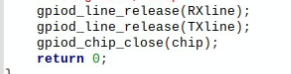 gpiod_line_release(RXline);
gpiod_line_release(TXline);
gpiod_chip_close(chip);
return 0;
}